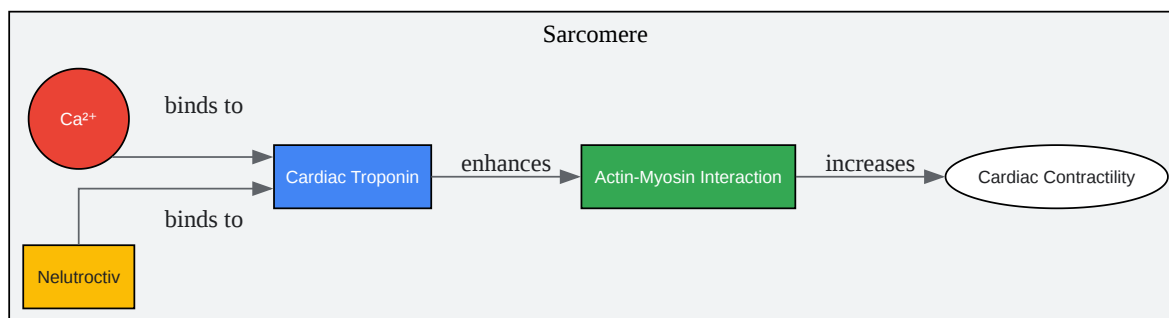 Sarcomere
Ca²⁺
binds to
Cardiac Troponin
enhances
Actin-Myosin Interaction
increases
Cardiac Contractility
binds to
Nelutroctiv